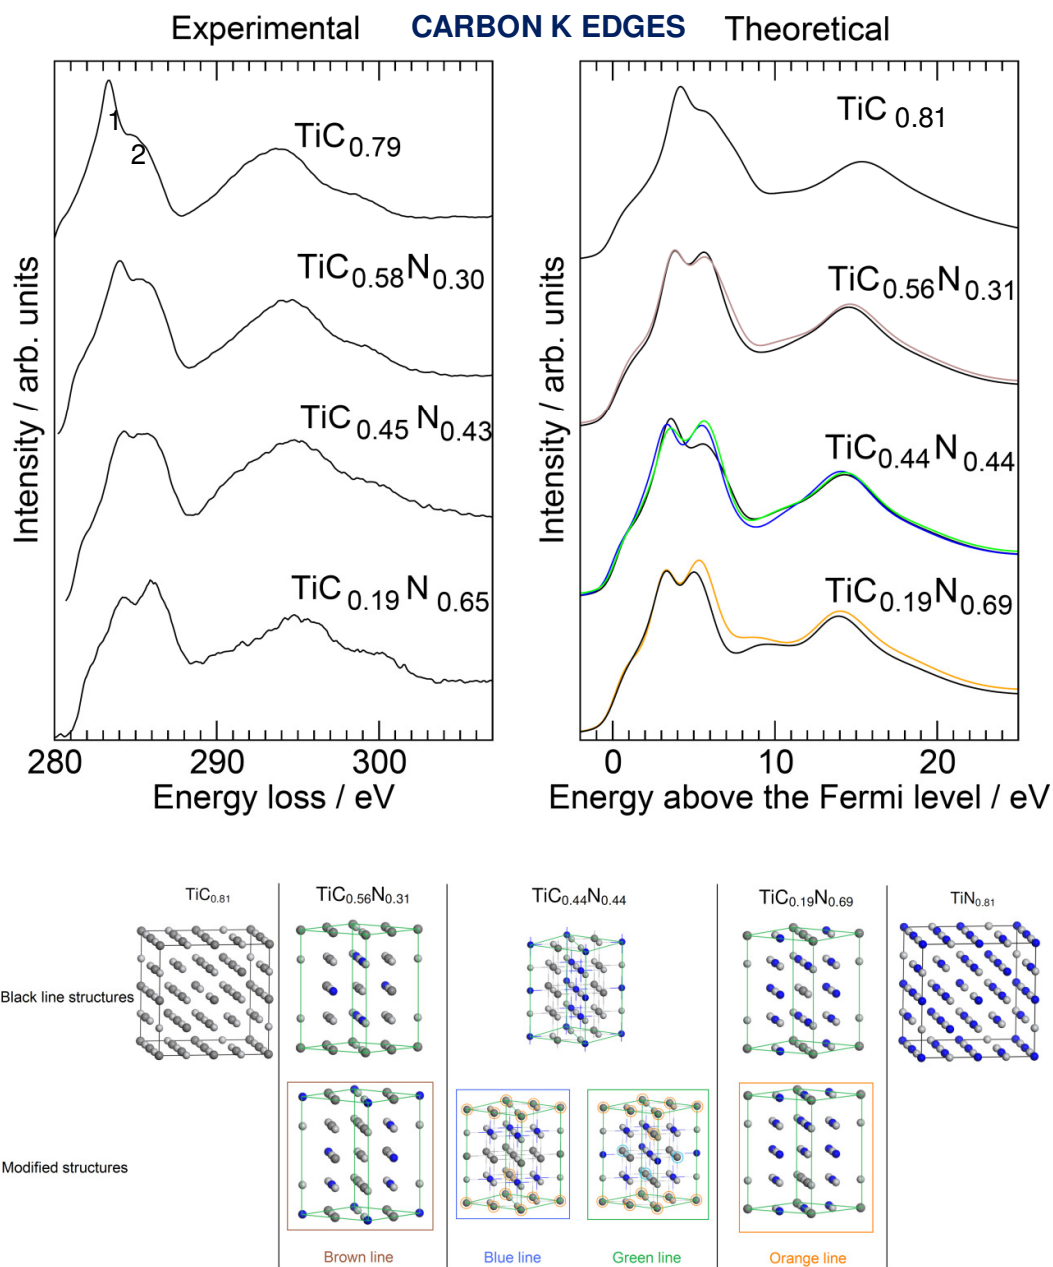 Experimental CARBON K EDGES Theoretical
1
2
TiC0.79
TiC0.58N0.30
TiC0.45N0.43
TiC0.19N0.65
Intensity / arb. units
280 290 300
Energy loss / eV
TiC0.81
TiC0.56N0.31
TiC0.44N0.44
TiC0.19N0.69
Intensity / arb. units
0 10 20
Energy above the Fermi level / eV
TiC0.81 TiC0.56N0.31 TiC0.44N0.44 TiC0.19N0.69 TiN0.81
Black line structures
Modified structures
Brown line Blue line Green line Orange line